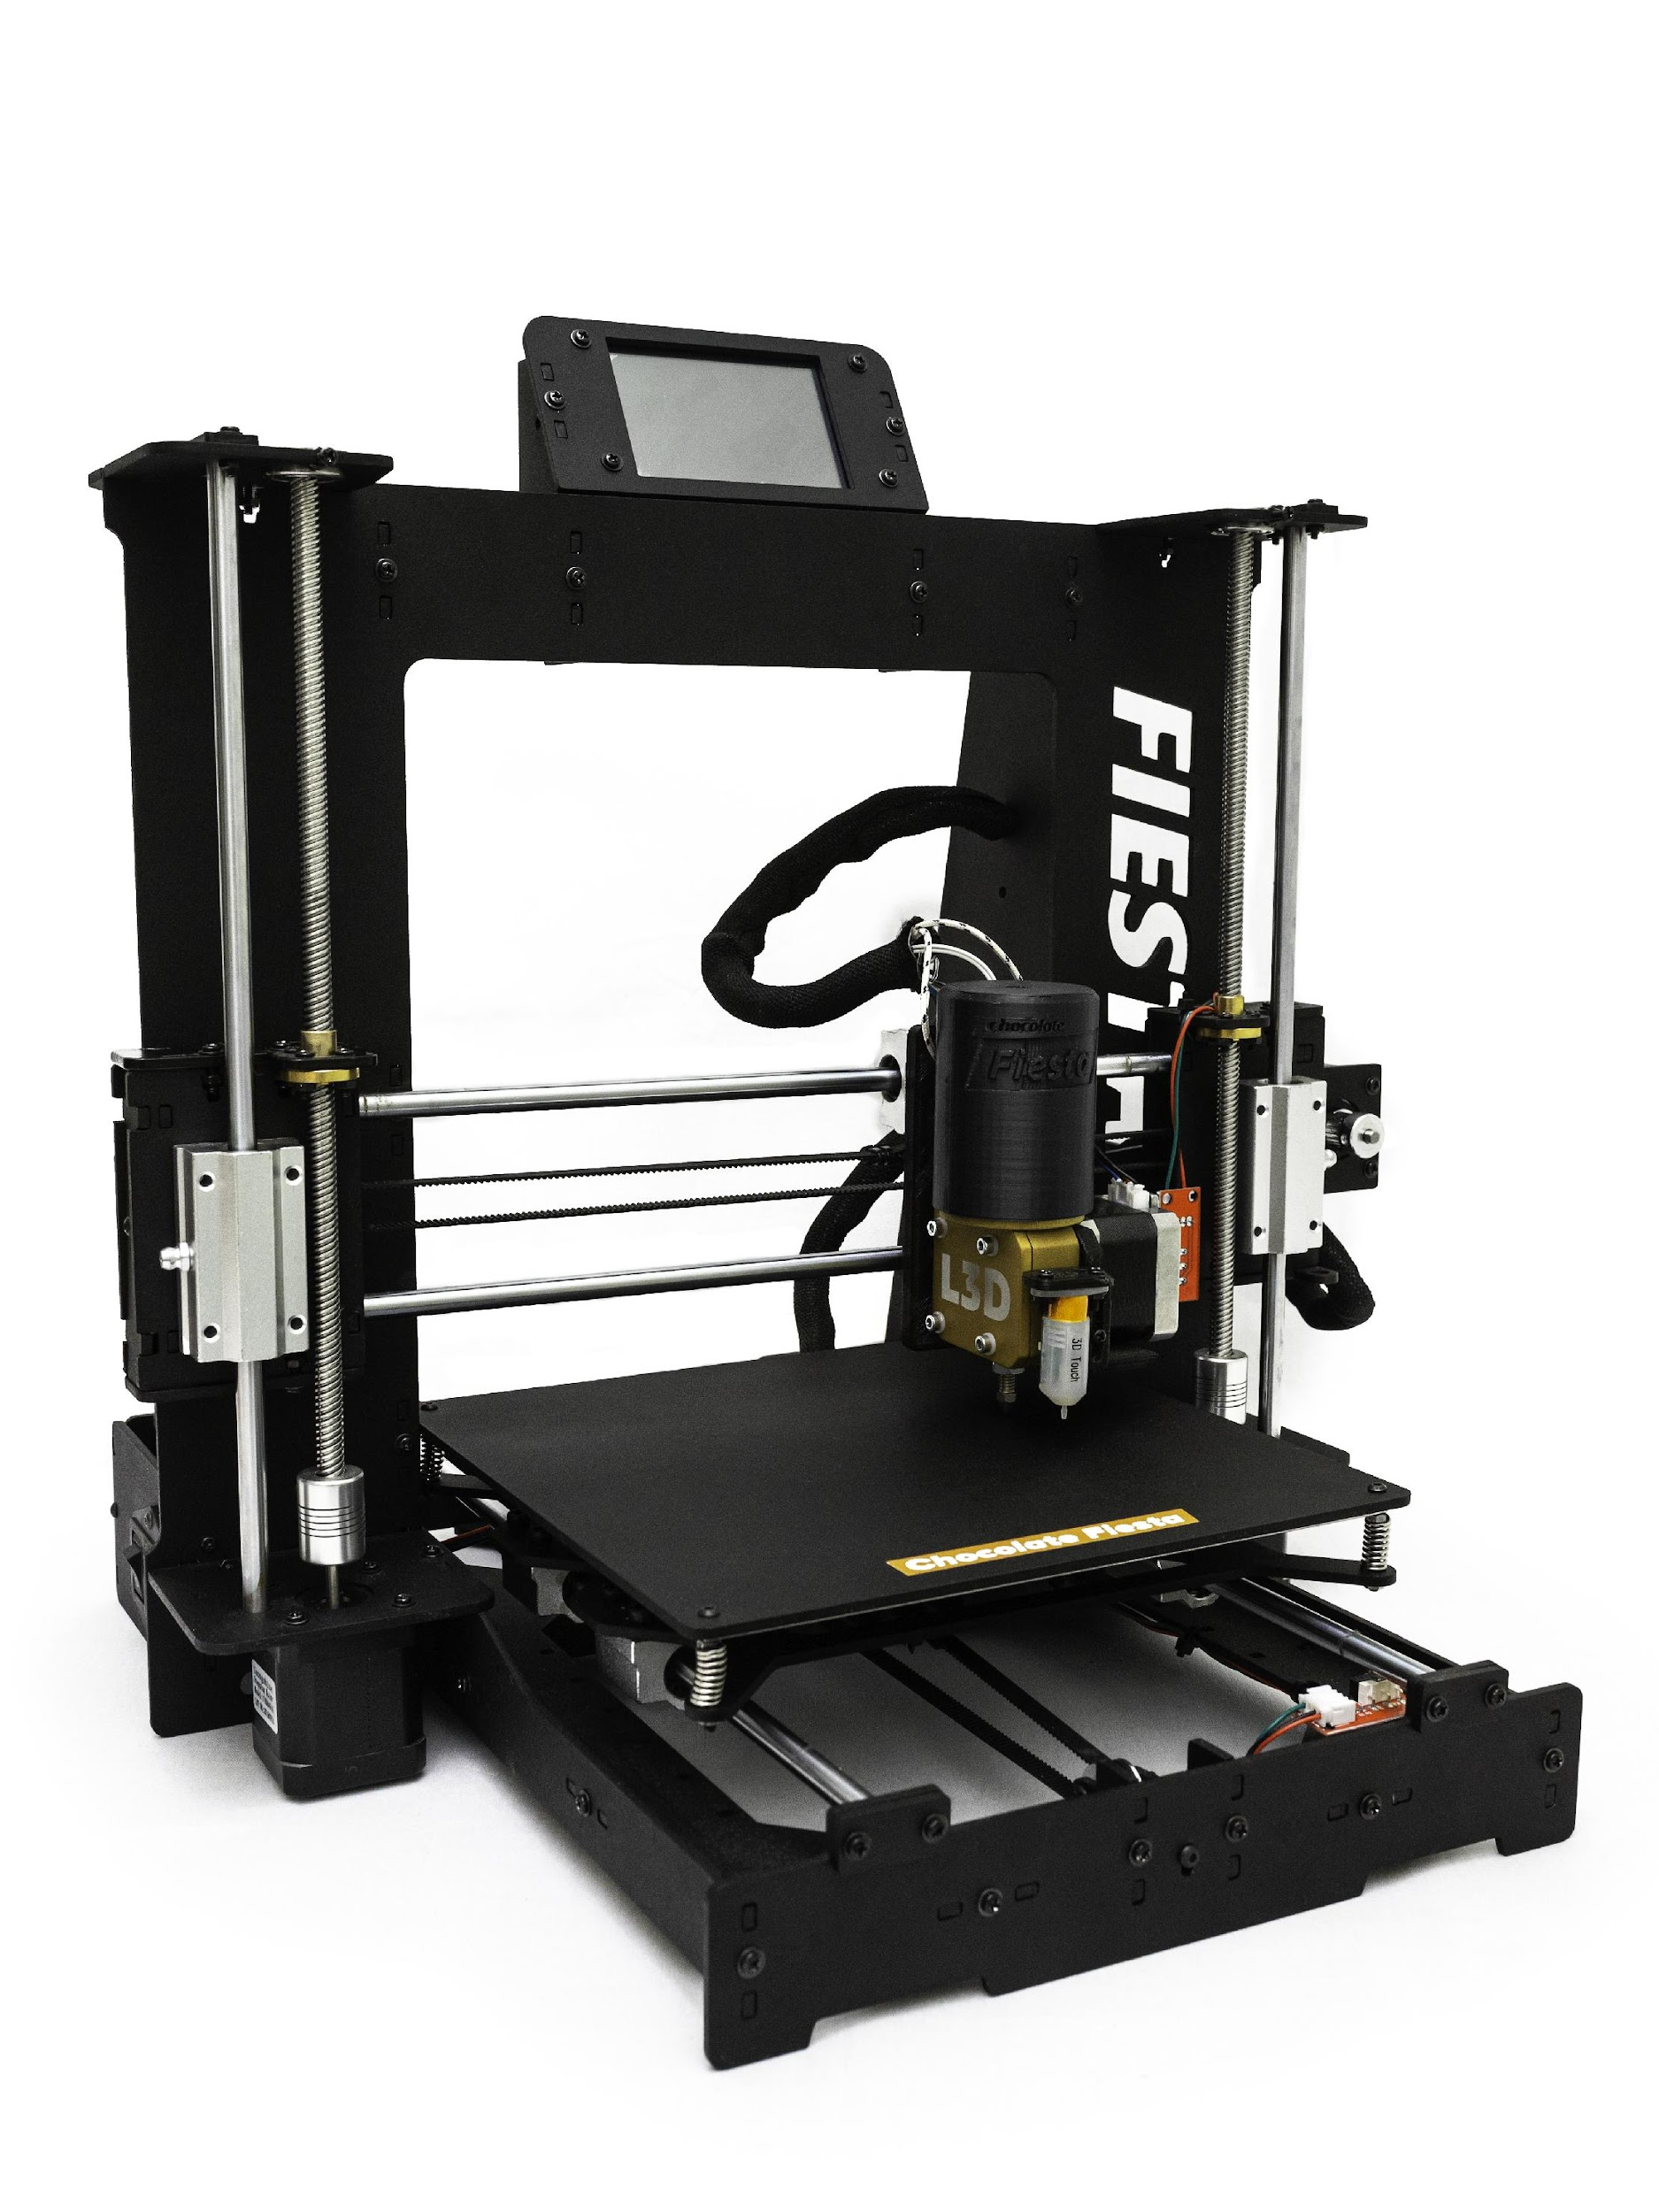 FIESTA
chocolate
Fiesta
L3D
3D Touch
Chocolate Fiesta